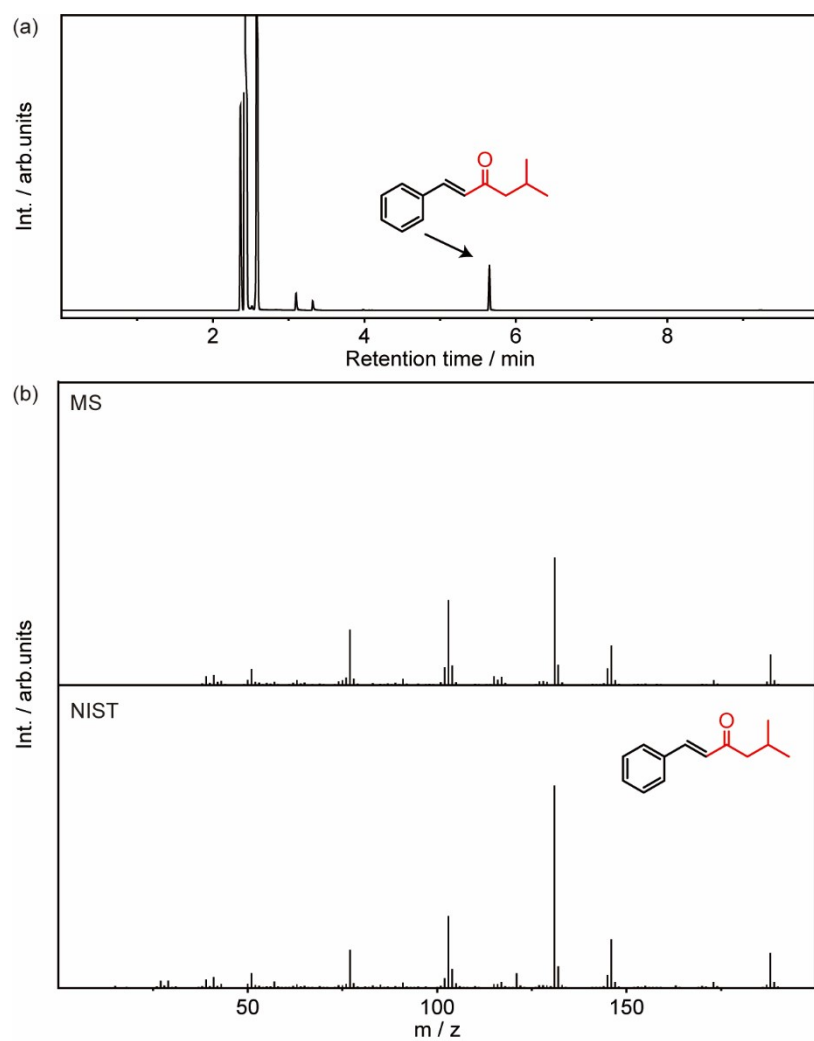 (a)
Int. / arb.units
O
2
4
6
8
Retention time / min
(b)
MS
NIST
O
Int. / arb.units
50
100
150
m / z